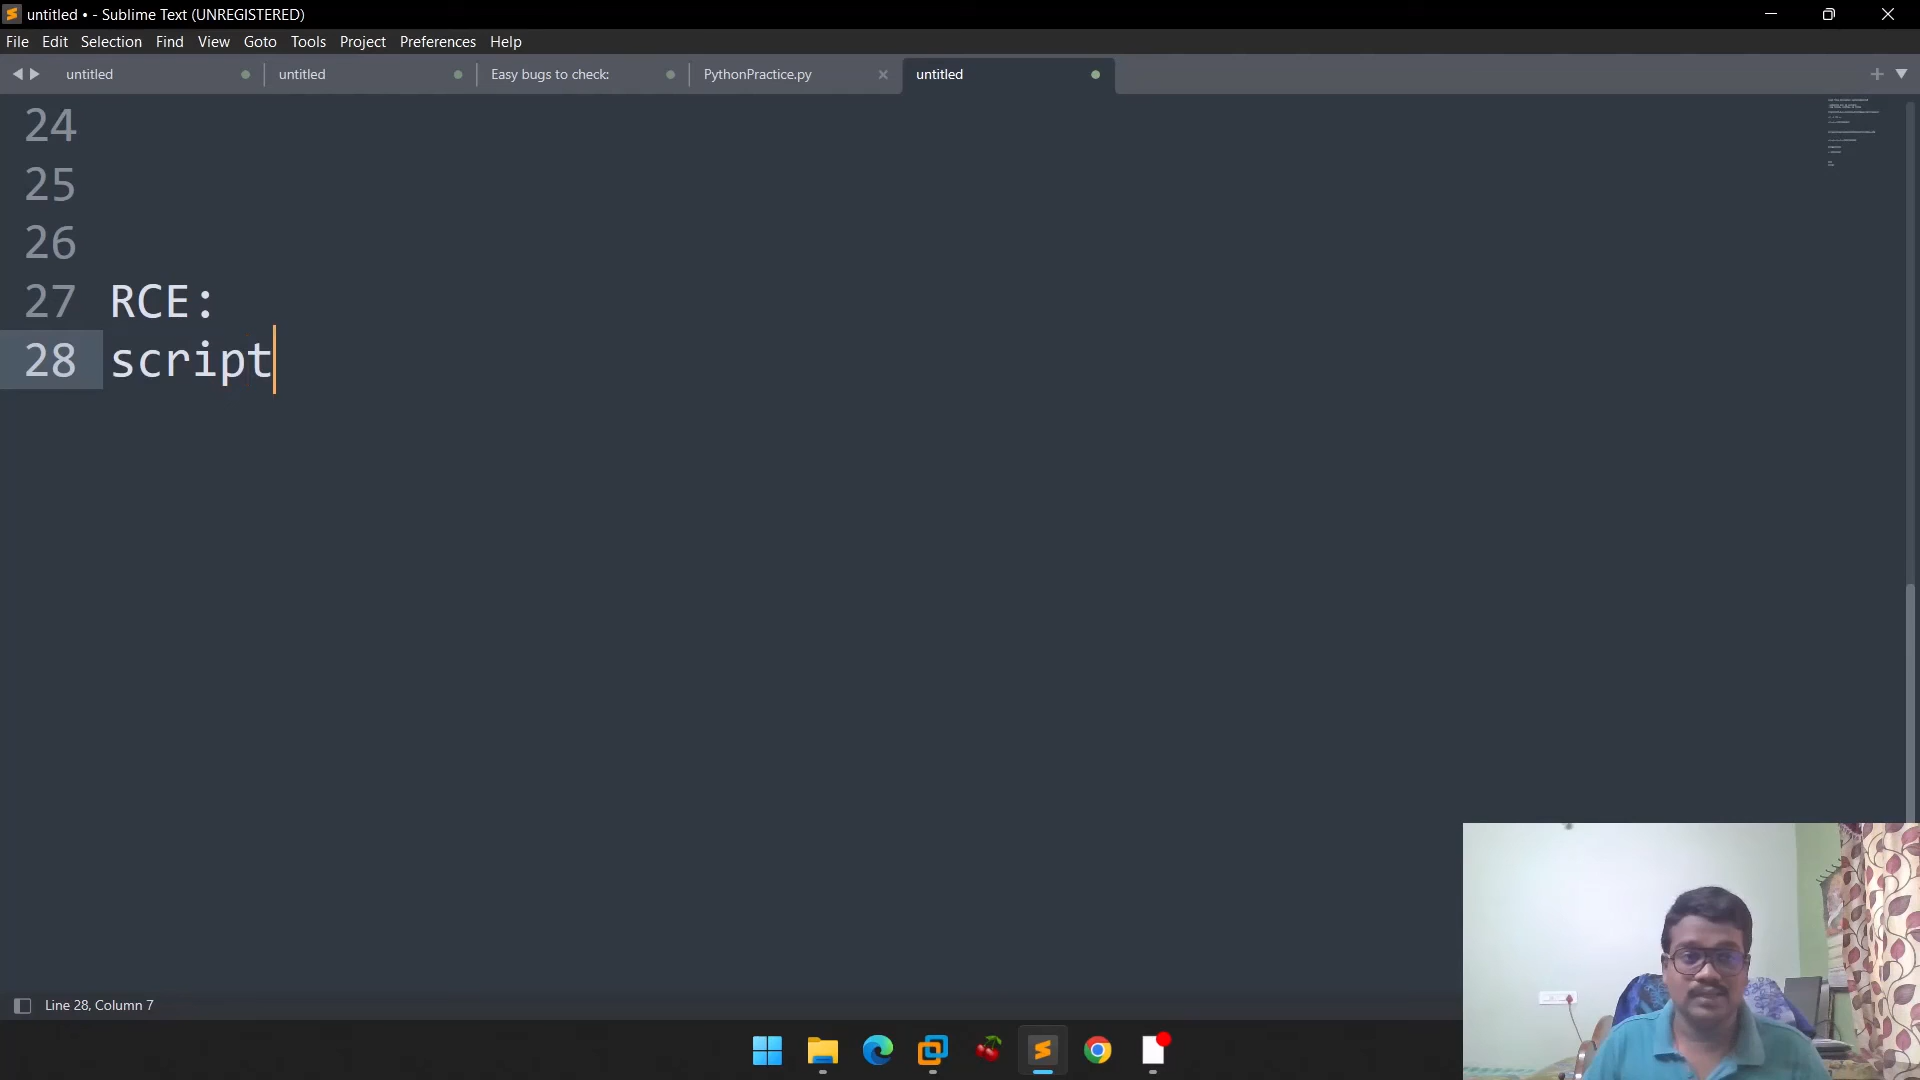 untitled • - Sublime Text (UNREGISTERED)
File Edit Selection Find View Goto Tools Project Preferences Help
untitled untitled Easy bugs to check: PythonPractice.py untitled
24
25
26
27 RCE:
28 script
Line 28, Column 7